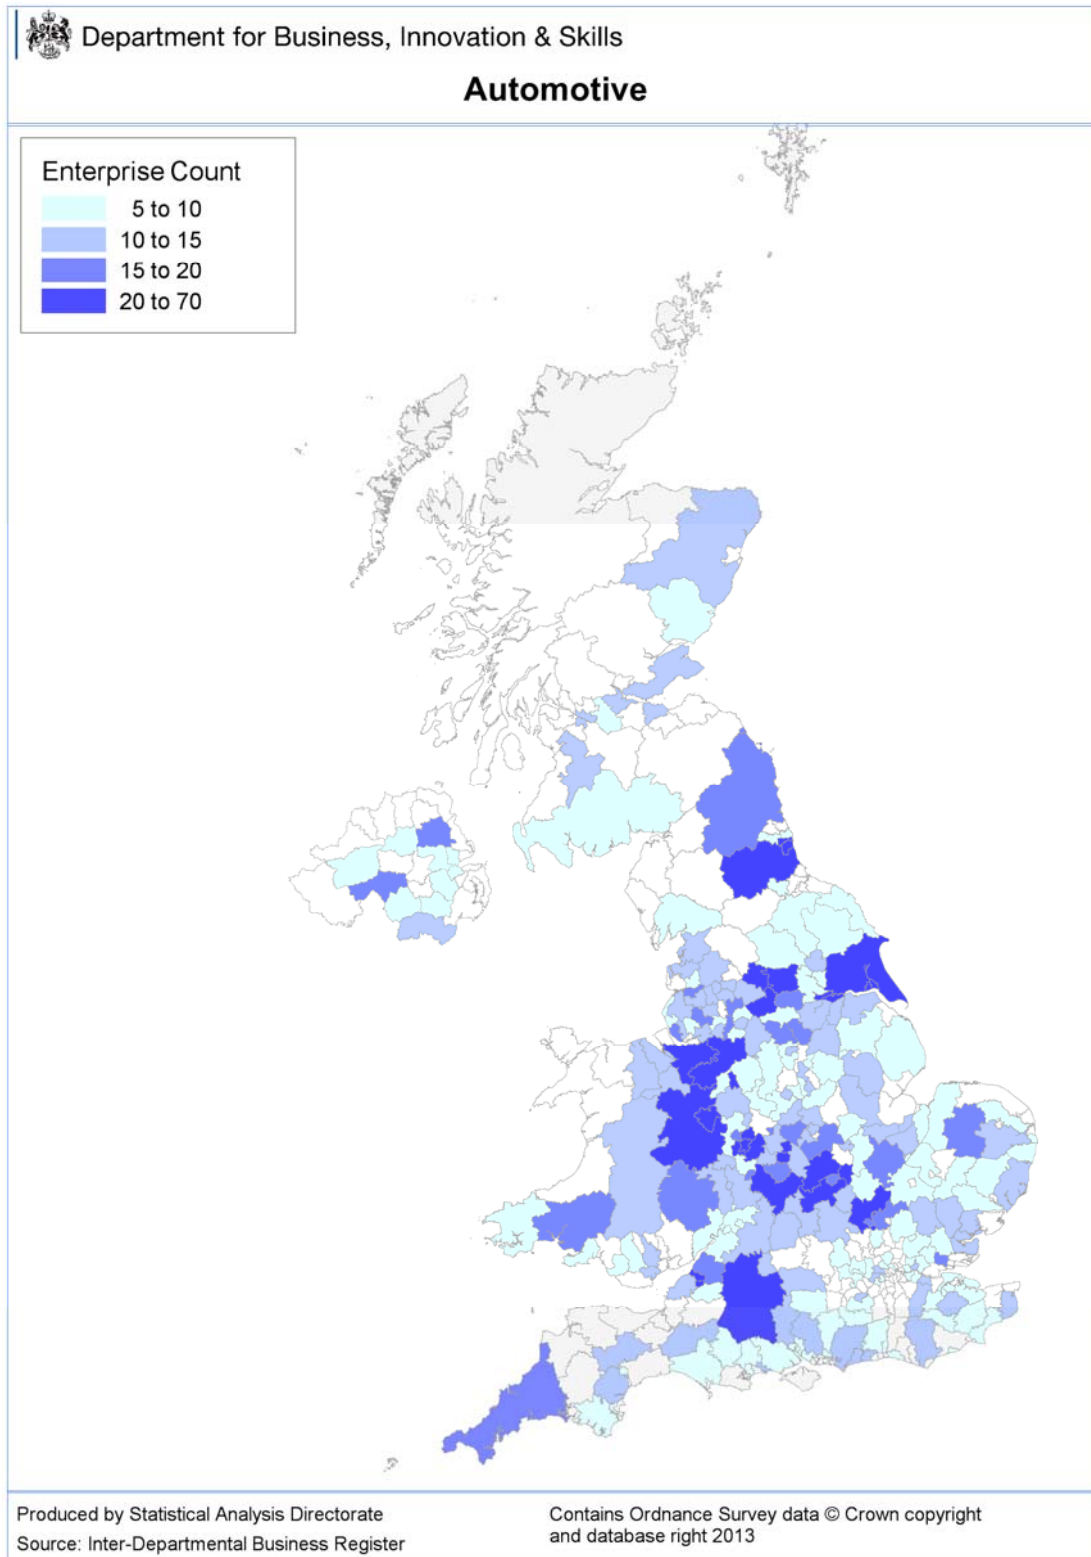 Department for Business, Innovation & Skills
Automotive
Enterprise Count
5 to 10
10 to 15
15 to 20
20 to 70
Produced by Statistical Analysis Directorate
Source: Inter-Departmental Business Register
Contains Ordnance Survey data © Crown copyright
and database right 2013